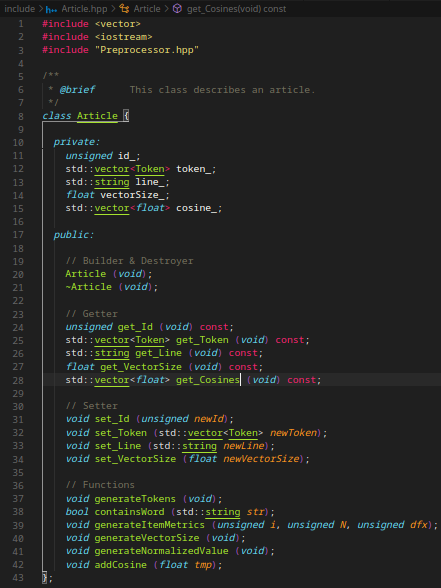 include > h++ Article.hpp > Article > get_Cosines(void) const
1 #include <vector>
2 #include <iostream>
3 #include "Preprocessor.hpp"
4
5 /**
6 * @brief This class describes an article.
7 */
8 class Article {
9
10 private:
11 unsigned id_;
12 std::vector<Token> token_;
13 std::string line_;
14 float vectorSize_;
15 std::vector<float> cosine_;
16
17 public:
18
19 // Builder & Destroyer
20 Article (void);
21 ~Article (void);
22
23 // Getter
24 unsigned get_Id (void) const;
25 std::vector<Token> get_Token (void) const;
26 std::string get_Line (void) const;
27 float get_VectorSize (void) const;
28 std::vector<float> get_Cosines (void) const;
29
30 // Setter
31 void set_Id (unsigned newId);
32 void set_Token (std::vector<Token> newToken);
33 void set_Line (std::string newLine);
34 void set_VectorSize (float newVectorSize);
35
36 // Functions
37 void generateTokens (void);
38 bool containsWord (std::string str);
39 void generateItemMetrics (unsigned i, unsigned N, unsigned dfx);
40 void generateVectorSize (void);
41 void generateNormalizedValue (void);
42 void addCosine (float tmp);
43 };